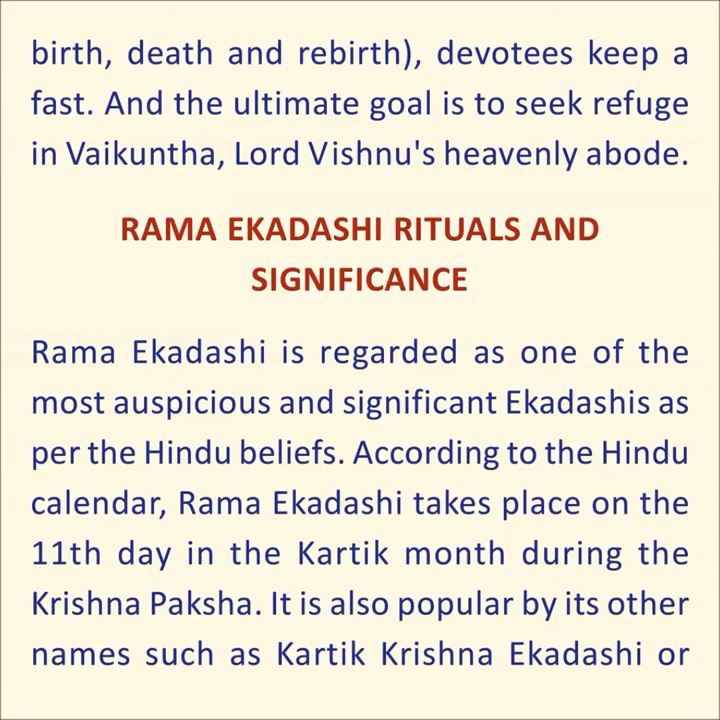 birth, death and rebirth), devotees keep a
fast. And the ultimate goal is to seek refuge
in Vaikuntha, Lord Vishnu's heavenly abode.
RAMA EKADASHI RITUALS AND
SIGNIFICANCE
Rama Ekadashi is regarded as one of the
most auspicious and significant Ekadashis as
per the Hindu beliefs. According to the Hindu
calendar, Rama Ekadashi takes place on the
11th day in the Kartik month during the
Krishna Paksha. It is also popular by its other
names such as Kartik Krishna Ekadashi or